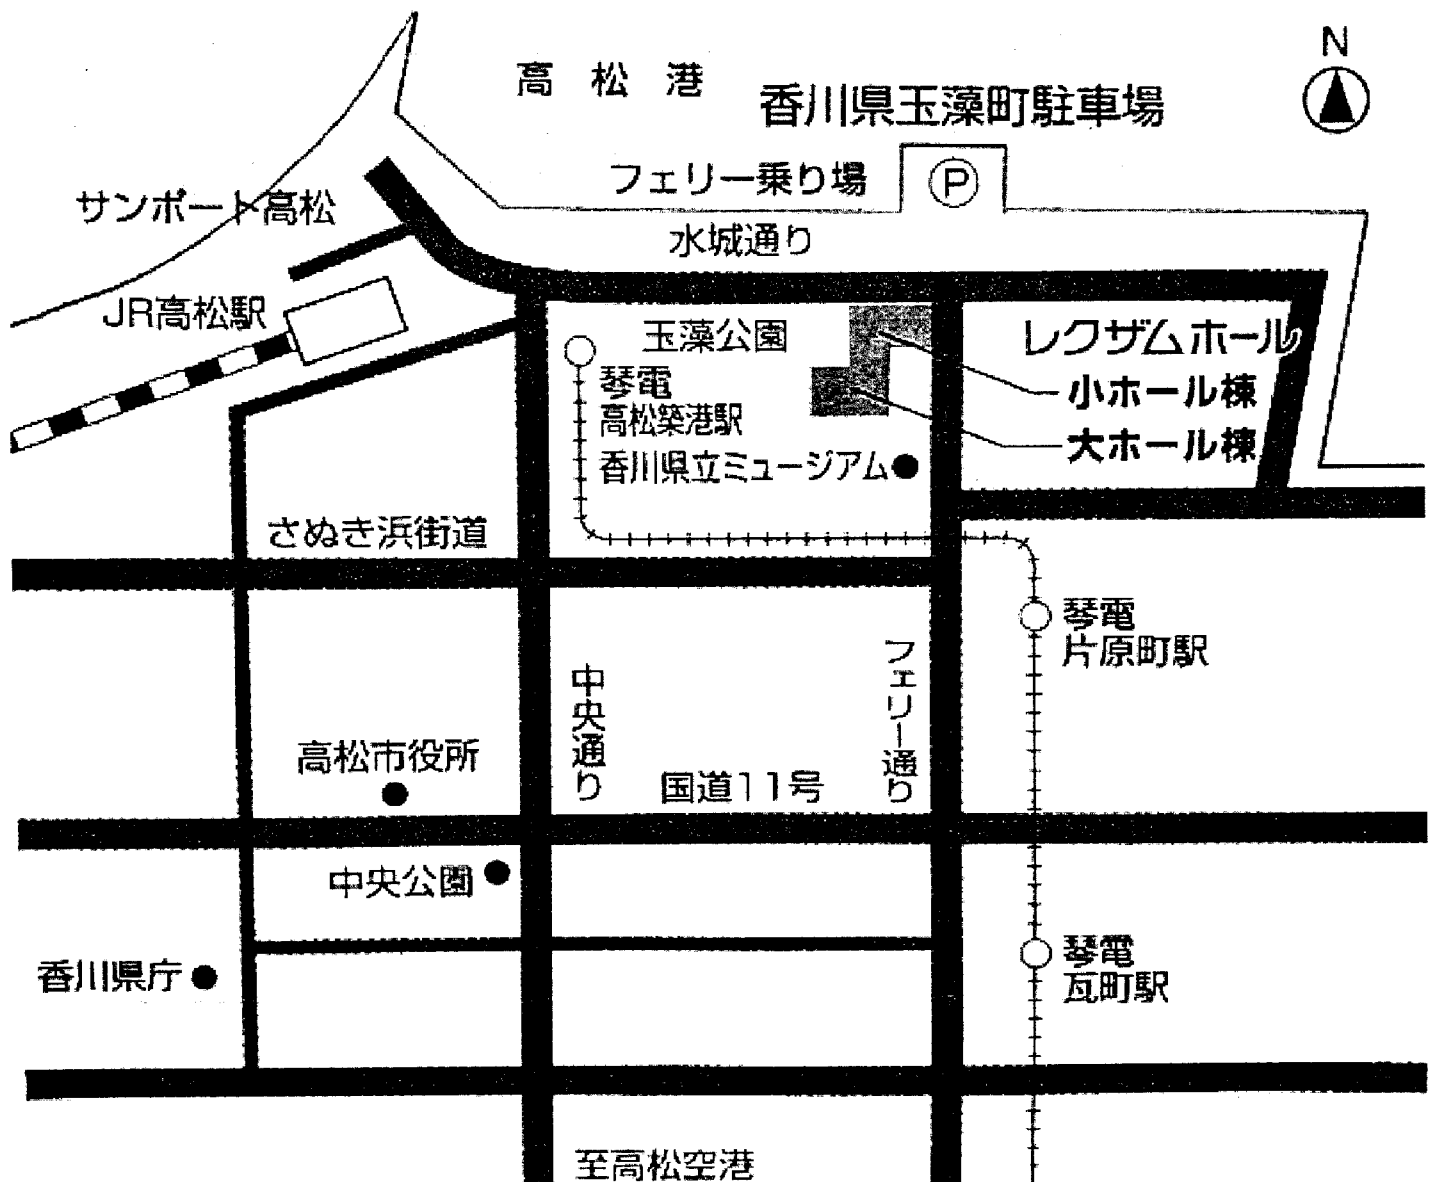 N
高松港
香川県玉藻町駐車場
フェリー乗り場
P
サンポート高松
水城通り
JR高松駅
玉藻公園
レクザムホール
小ホール棟
大ホール棟
琴電
高松築港駅
香川県立ミュージアム
さぬき浜街道
琴電
片原町駅
中央通り
フェリー通り
高松市役所
国道11号
中央公園
香川県庁
琴電
瓦町駅
至高松空港